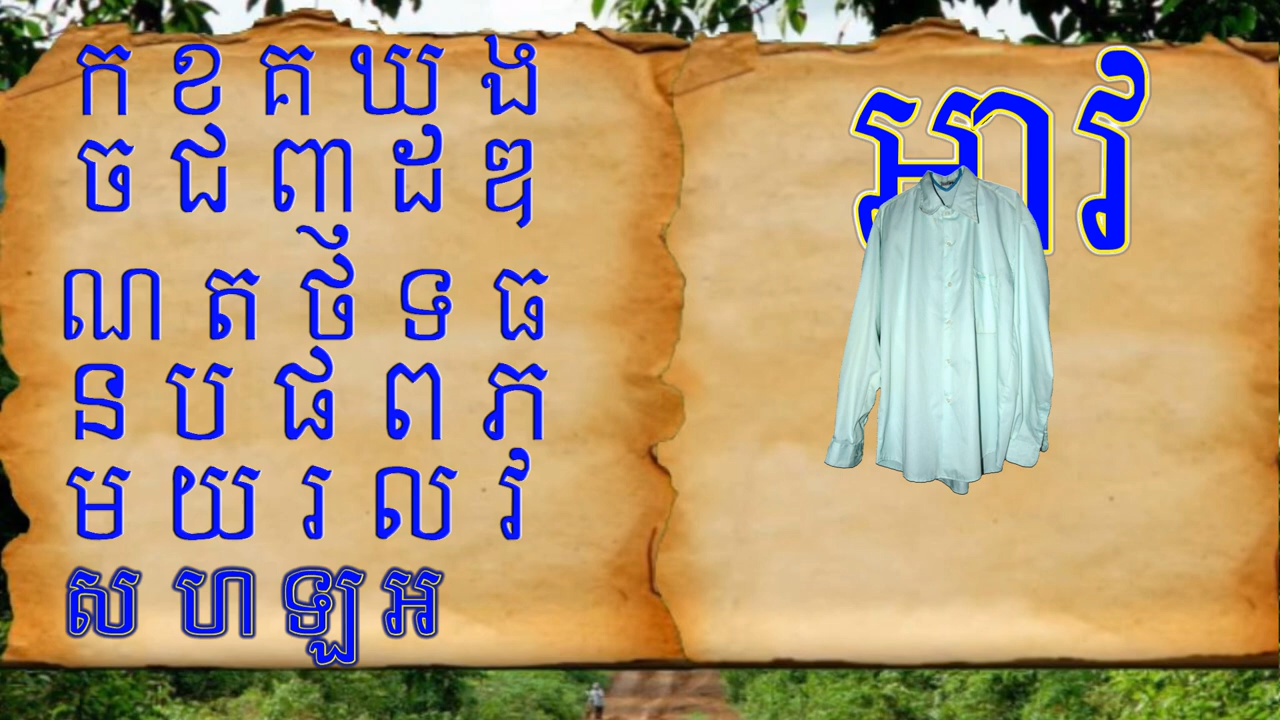 ក ខ គ ឃ ង
ច ជ ញ ដ ឌ
ណ ត ថ ទ ធ
ន ប ផ ព ភ
ម យ រ ល វ
ស ហ ឡ អ
អាវ